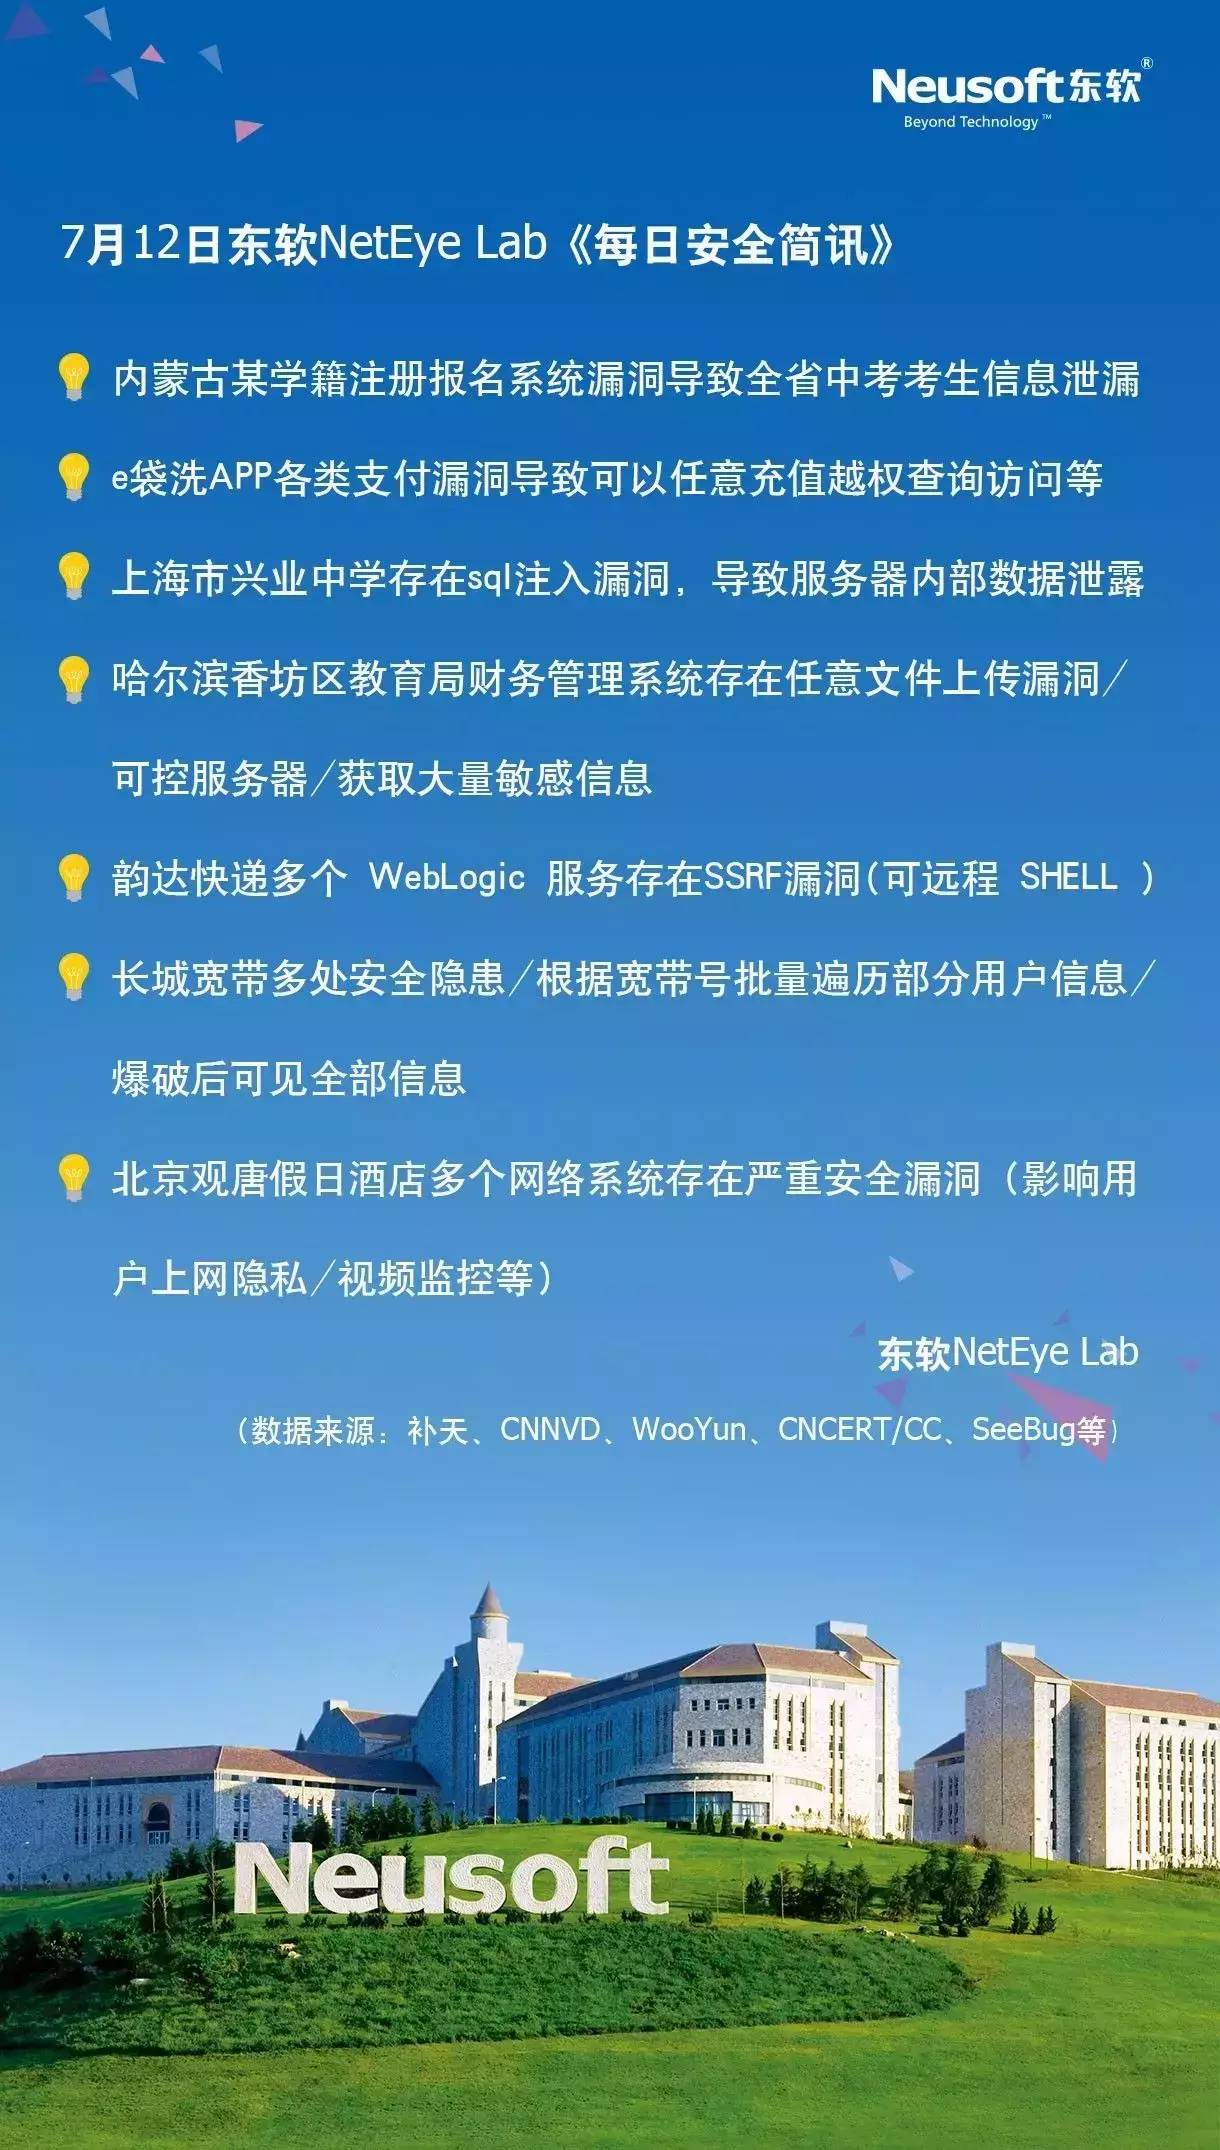 Neusoft东软®
Beyond Technology™
7月12日东软NetEye Lab《每日安全简讯》
内蒙古某学籍注册报名系统漏洞导致全省中考考生信息泄漏
e袋洗APP各类支付漏洞导致可以任意充值越权查询访问等
上海市兴业中学存在sql注入漏洞，导致服务器内部数据泄露
哈尔滨香坊区教育局财务管理系统存在任意文件上传漏洞/
可控服务器/获取大量敏感信息
韵达快递多个 WebLogic 服务存在SSRF漏洞(可远程 SHELL )
长城宽带多处安全隐患/根据宽带号批量遍历部分用户信息/
爆破后可见全部信息
北京观唐假日酒店多个网络系统存在严重安全漏洞（影响用
户上网隐私/视频监控等）
东软NetEye Lab
（数据来源：补天、CNNVD、WooYun、CNCERT/CC、SeeBug等）
Neusoft